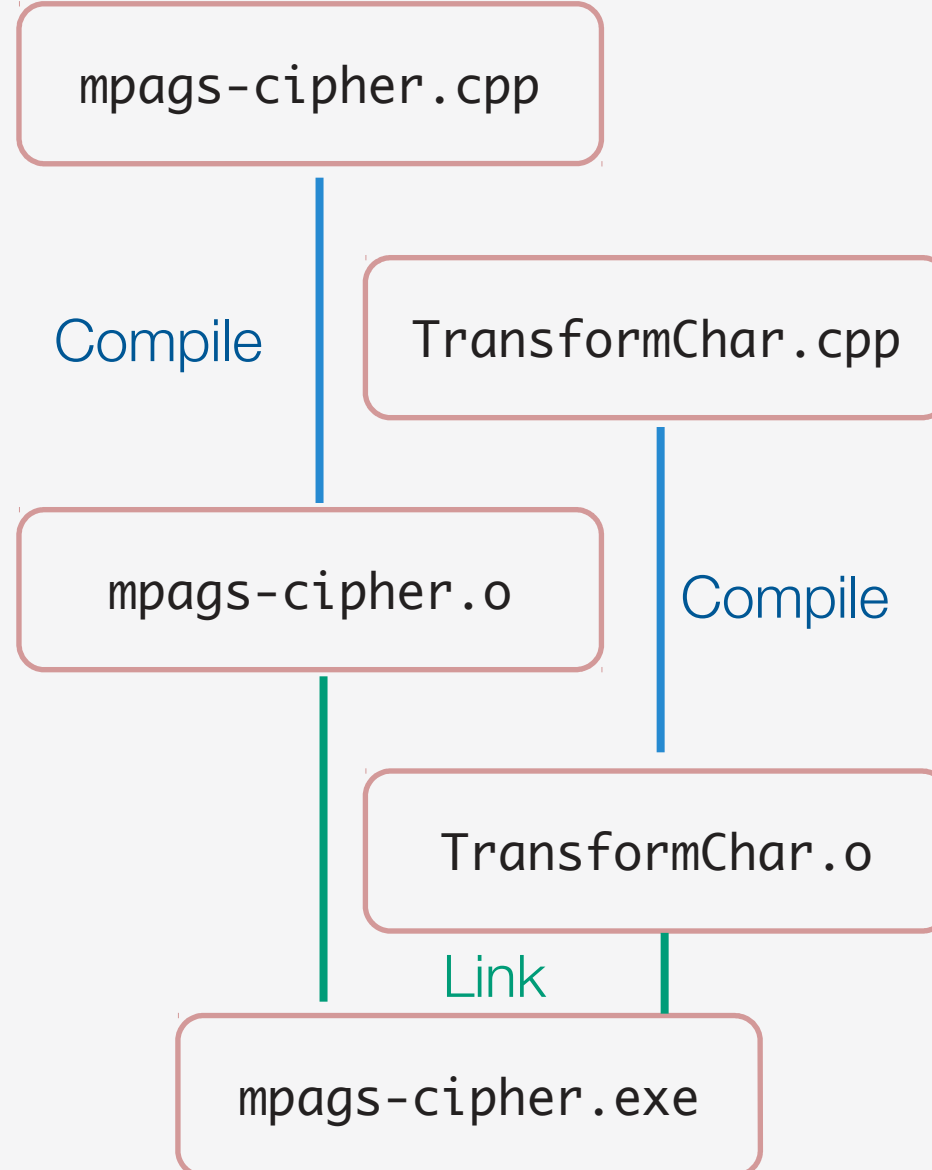 mpags-cipher.cpp
Compile
TransformChar.cpp
mpags-cipher.o
Compile
TransformChar.o
Link
mpags-cipher.exe